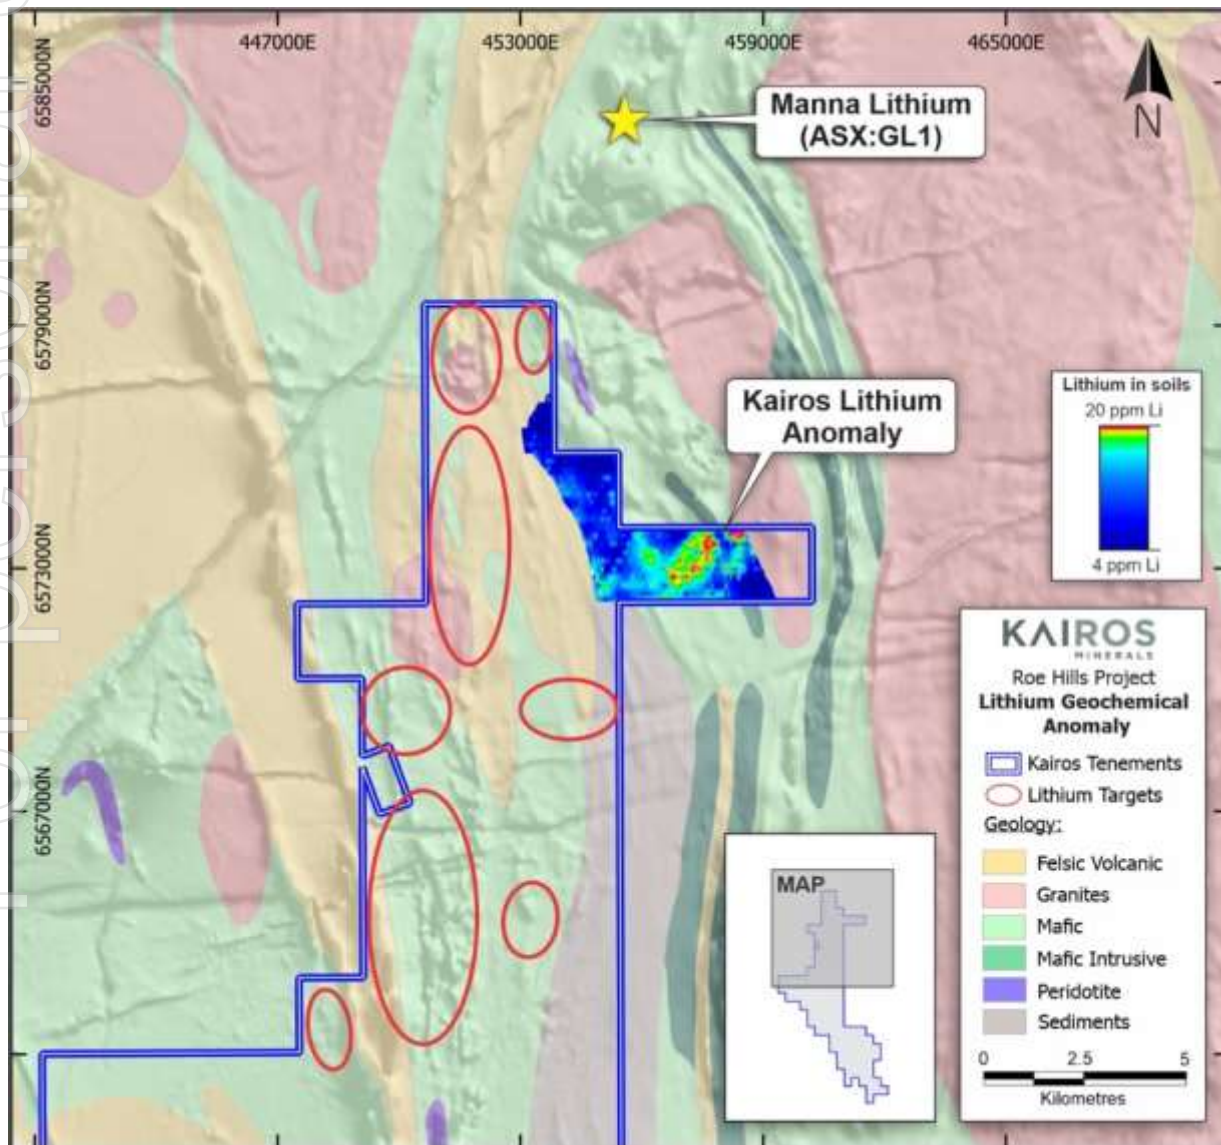 447000E
453000E
459000E
465000E
6585000N
6579000N
6573000N
6567000N
Manna Lithium
(ASX:GL1)
N
Kairos Lithium
Anomaly
Lithium in soils
20 ppm Li
4 ppm Li
KAIROS
MINERALS
Roe Hills Project
Lithium Geochemical
Anomaly
Kairos Tenements
Lithium Targets
Geology:
Felsic Volcanic
Granites
Mafic
Mafic Intrusive
Peridotite
Sediments
0 2.5 5
Kilometres
MAP